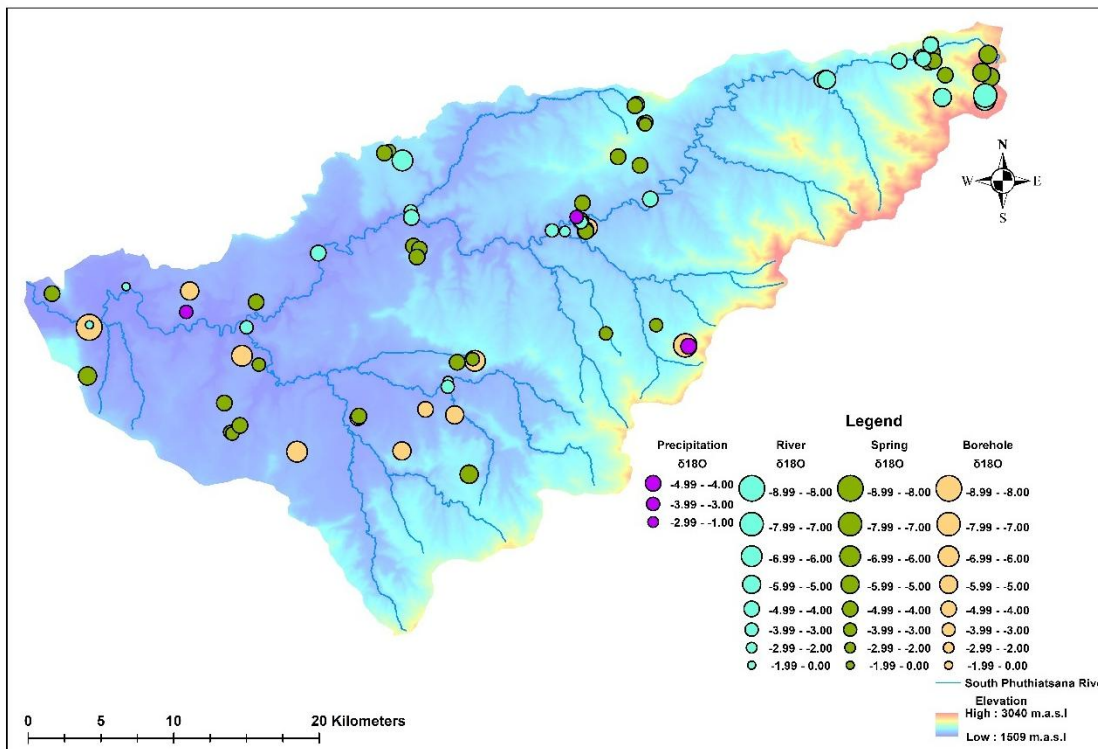 N
W E
S
Legend
Precipitation River Spring Borehole
δ18O δ18O δ18O δ18O
-4.99 - -4.00 -8.99 - -8.00 -8.99 - -8.00 -8.99 - -8.00
-3.99 - -3.00 -7.99 - -7.00 -7.99 - -7.00 -7.99 - -7.00
-2.99 - -1.00 -6.99 - -6.00 -6.99 - -6.00 -6.99 - -6.00
-5.99 - -5.00 -5.99 - -5.00 -5.99 - -5.00
-4.99 - -4.00 -4.99 - -4.00 -4.99 - -4.00
-3.99 - -3.00 -3.99 - -3.00 -3.99 - -3.00
-2.99 - -2.00 -2.99 - -2.00 -2.99 - -2.00
-1.99 - 0.00 -1.99 - 0.00 -1.99 - 0.00
South Phuthiatsana Rive
Elevation
High : 3040 m.a.s.l
Low : 1509 m.a.s.l
0 5 10 20 Kilometers